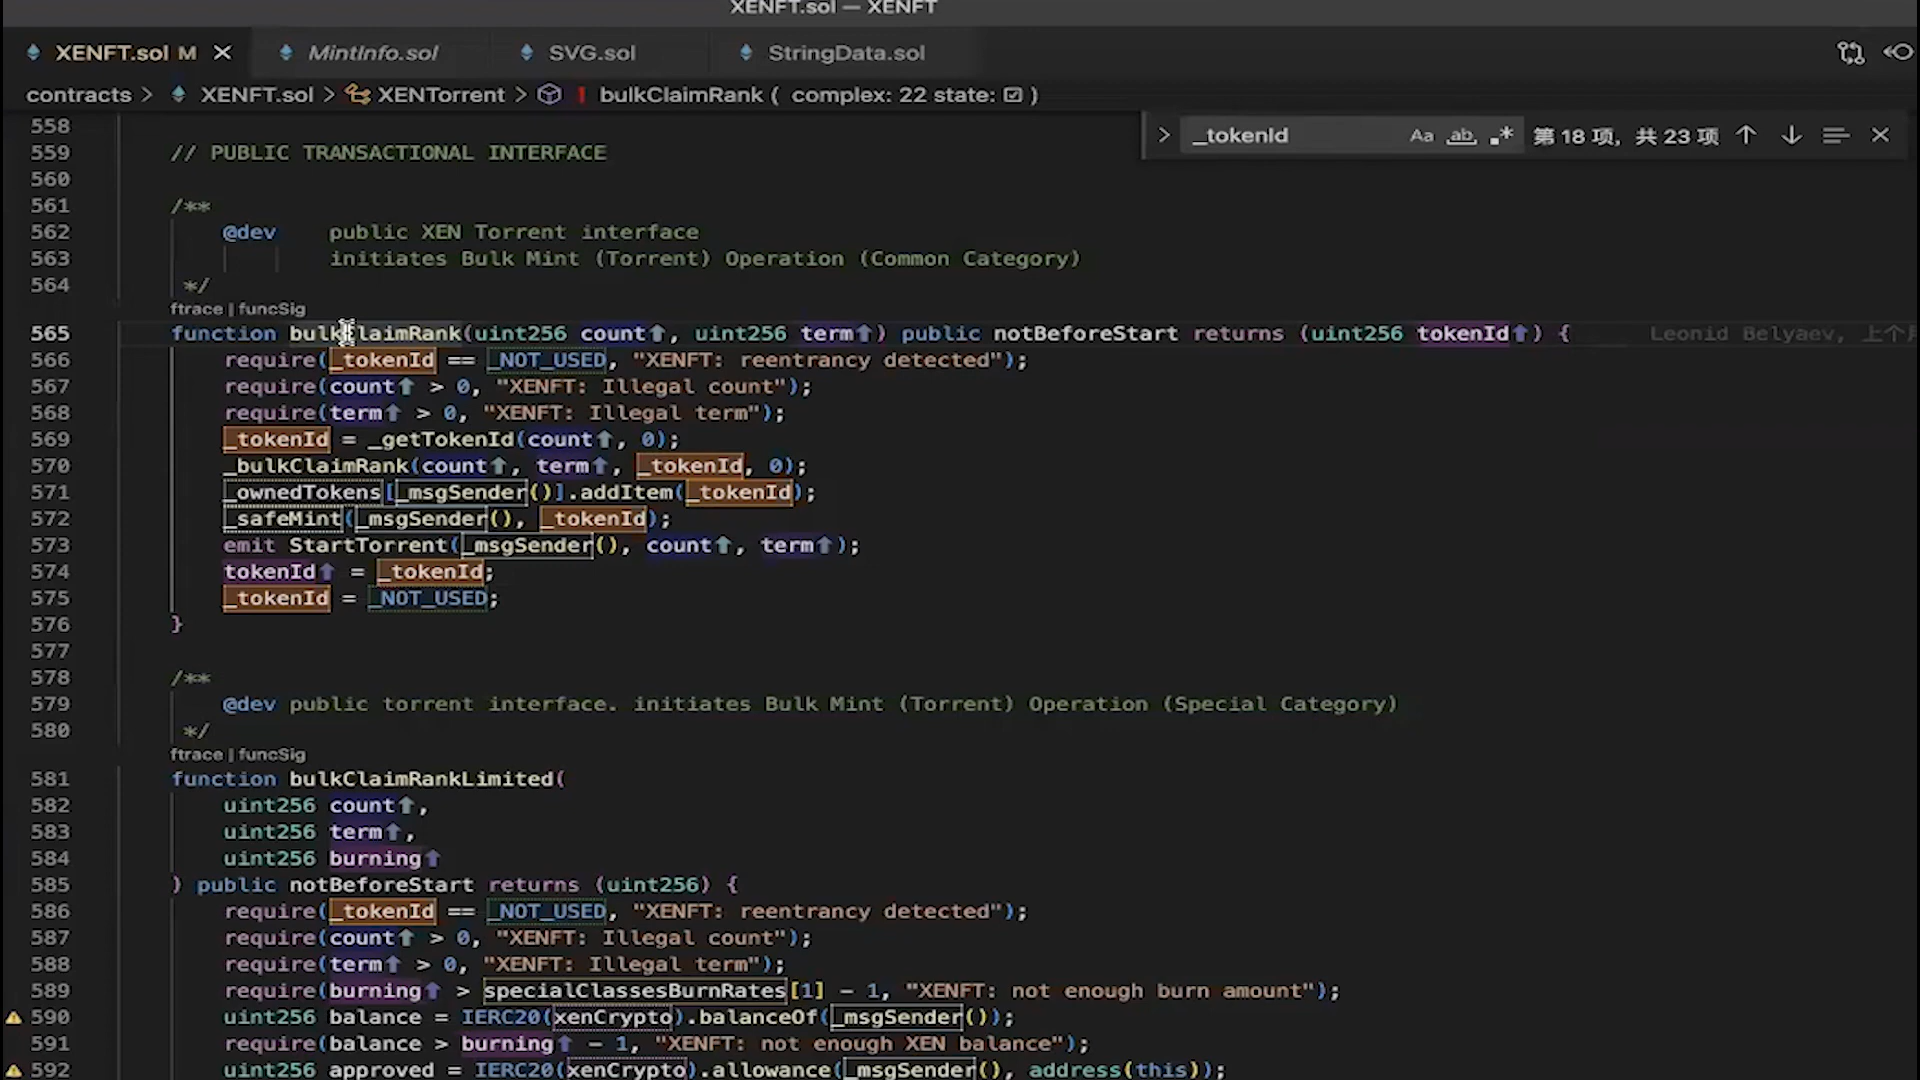 XENFT.sol — XENFT
XENFT.sol M
MintInfo.sol
SVG.sol
StringData.sol
contracts > XENFT.sol > XENTorrent > bulkClaimRank ( complex: 22 state: ☑ )
_tokenId Aa ab .* 第 18 项, 共 23 项
558
559 // PUBLIC TRANSACTIONAL INTERFACE
560
561 /**
562 @dev public XEN Torrent interface
563 initiates Bulk Mint (Torrent) Operation (Common Category)
564 */
ftrace | funcSig
565 function bulkClaimRank(uint256 count⬆, uint256 term⬆) public notBeforeStart returns (uint256 tokenId⬆) { Leonid Belyaev, 上个
566 require(_tokenId == _NOT_USED, "XENFT: reentrancy detected");
567 require(count⬆ > 0, "XENFT: Illegal count");
568 require(term⬆ > 0, "XENFT: Illegal term");
569 _tokenId = _getTokenId(count⬆, 0);
570 _bulkClaimRank(count⬆, term⬆, _tokenId, 0);
571 _ownedTokens[_msgSender()].addItem(_tokenId);
572 _safeMint(_msgSender(), _tokenId);
573 emit StartTorrent(_msgSender(), count⬆, term⬆);
574 tokenId⬆ = _tokenId;
575 _tokenId = _NOT_USED;
576 }
577
578 /**
579 @dev public torrent interface. initiates Bulk Mint (Torrent) Operation (Special Category)
580 */
ftrace | funcSig
581 function bulkClaimRankLimited(
582 uint256 count⬆,
583 uint256 term⬆,
584 uint256 burning⬆
585 ) public notBeforeStart returns (uint256) {
586 require(_tokenId == _NOT_USED, "XENFT: reentrancy detected");
587 require(count⬆ > 0, "XENFT: Illegal count");
588 require(term⬆ > 0, "XENFT: Illegal term");
589 require(burning⬆ > specialClassesBurnRates[1] - 1, "XENFT: not enough burn amount");
590 uint256 balance = IERC20(xenCrypto).balanceOf(_msgSender());
591 require(balance > burning⬆ - 1, "XENFT: not enough XEN balance");
592 uint256 approved = IERC20(xenCrypto).allowance(_msgSender(), address(this));